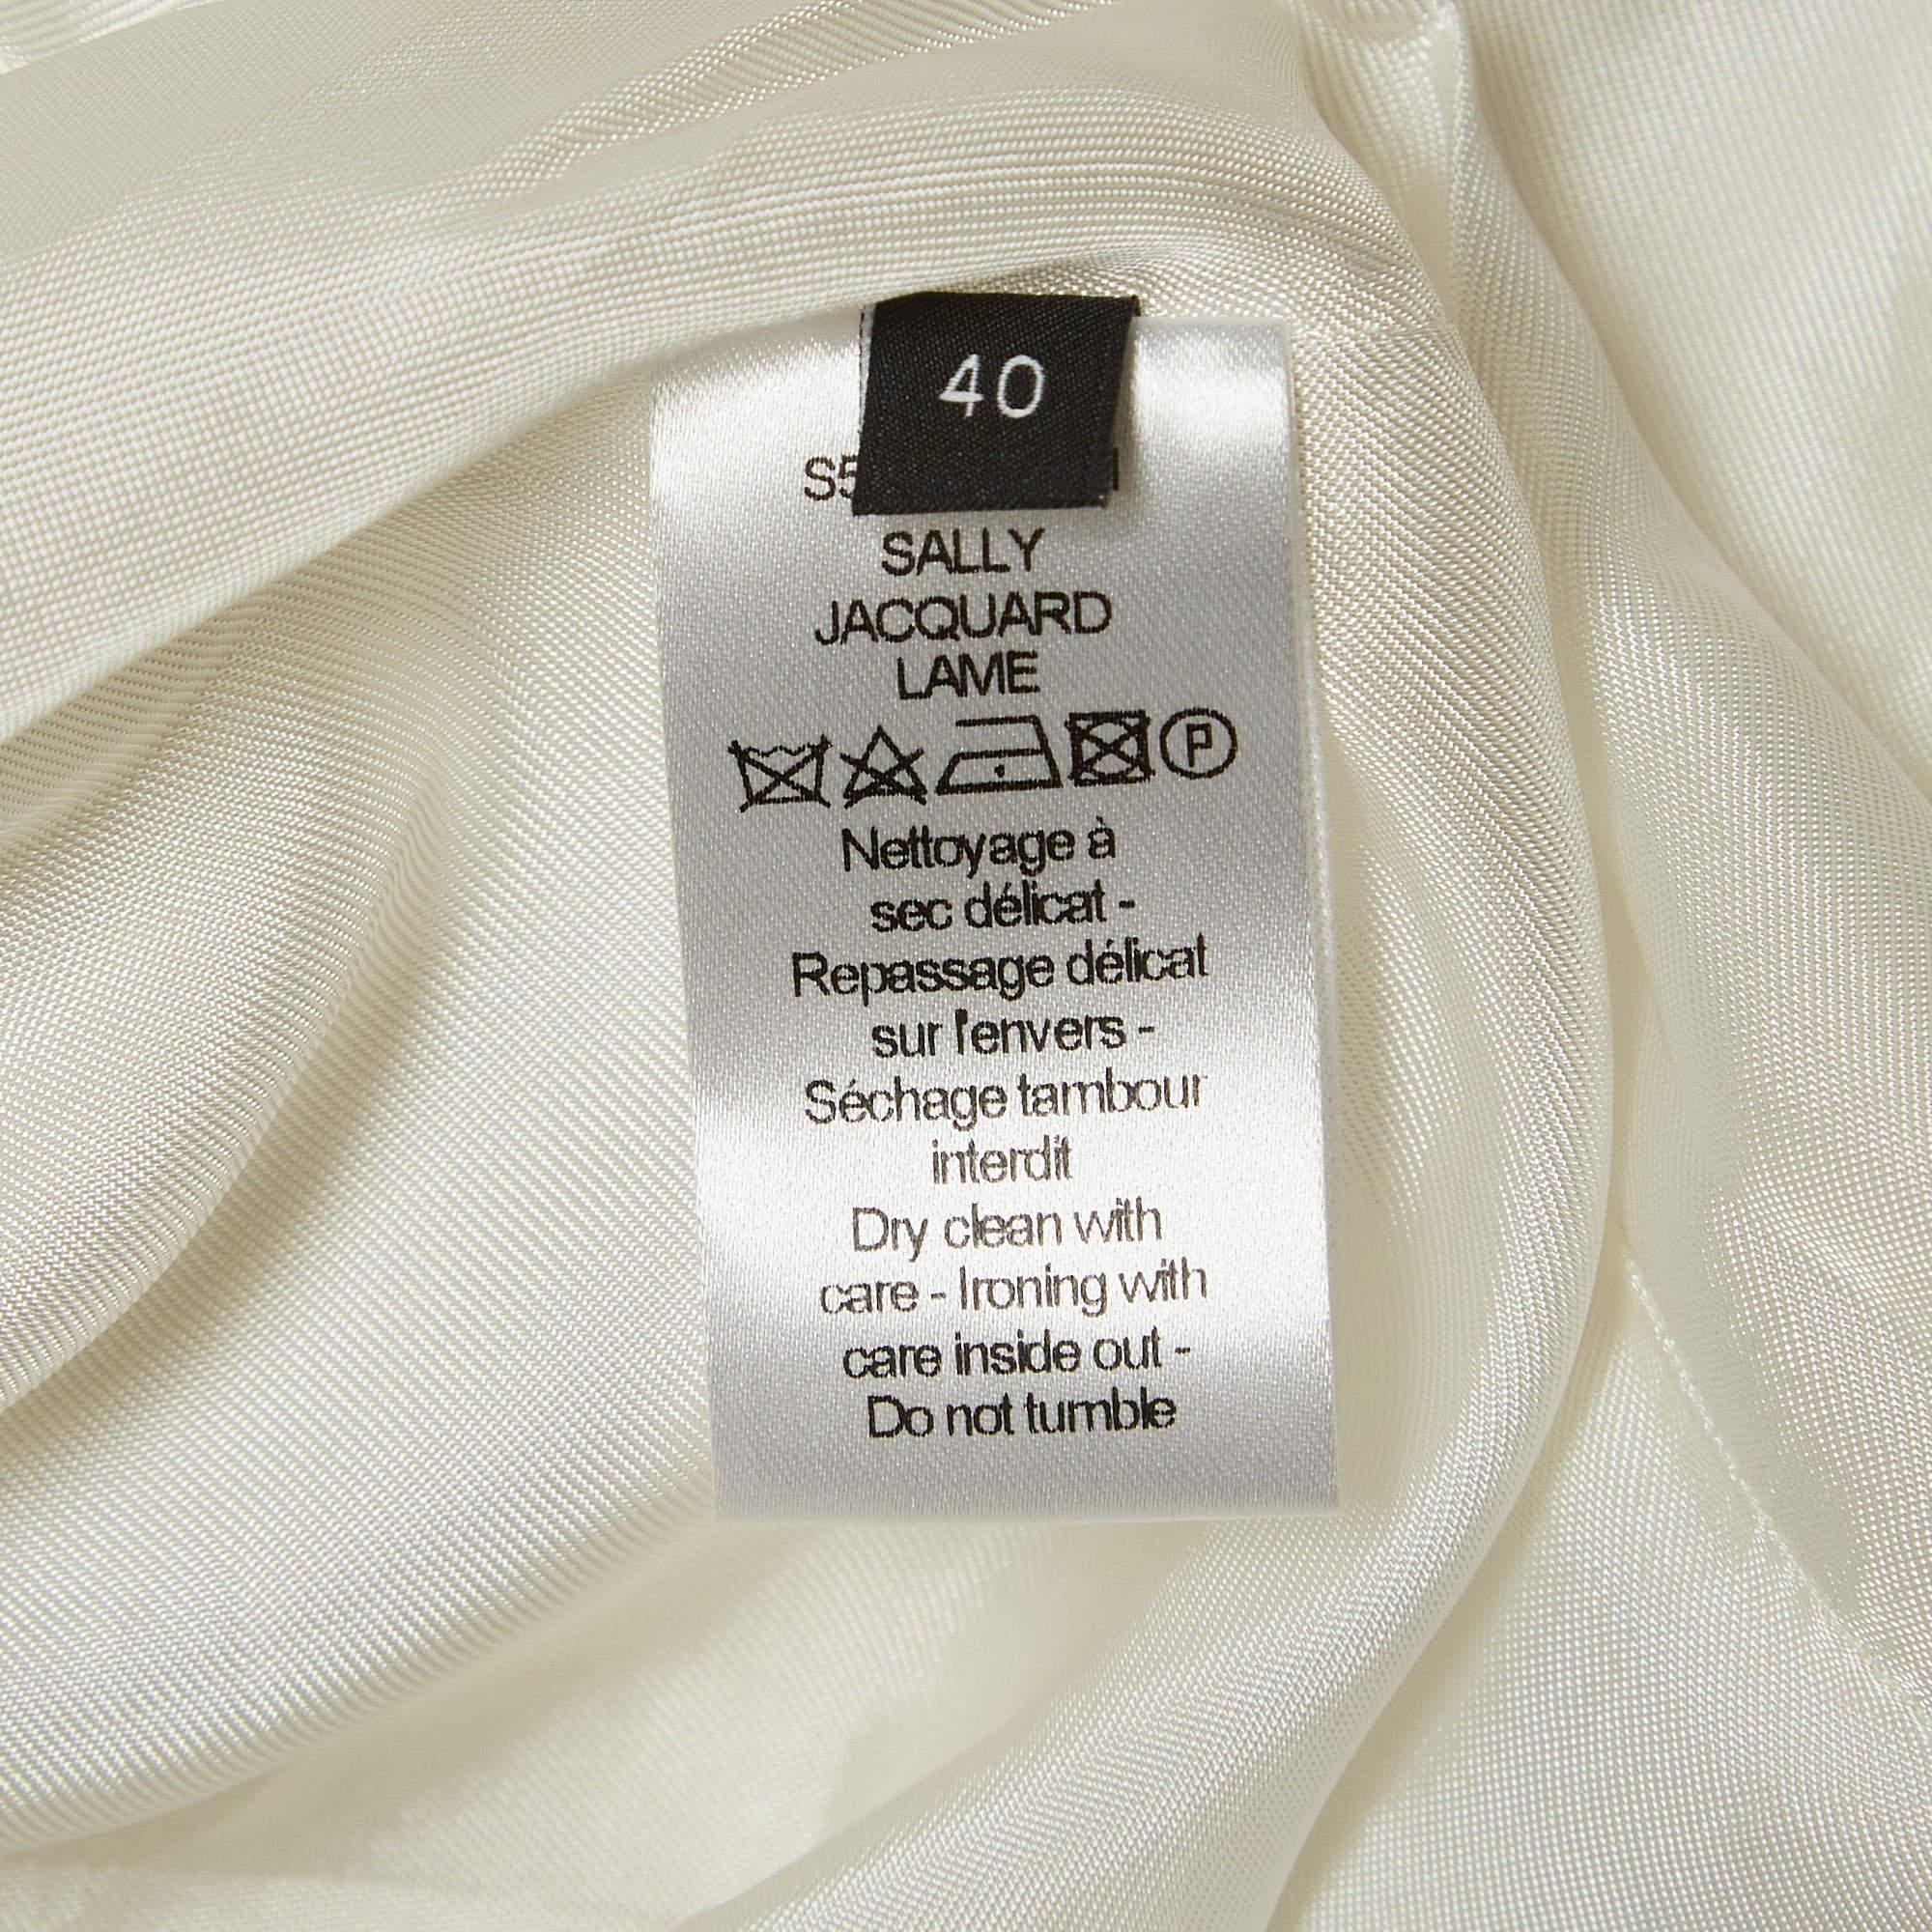 40
SALLY
JACQUARD
LAME
P
Nettoyage à
sec délicat -
Repassage délicat
sur l'envers -
Séchage tambour
interdit
Dry clean with
care - Ironing with
care inside out -
Do not tumble